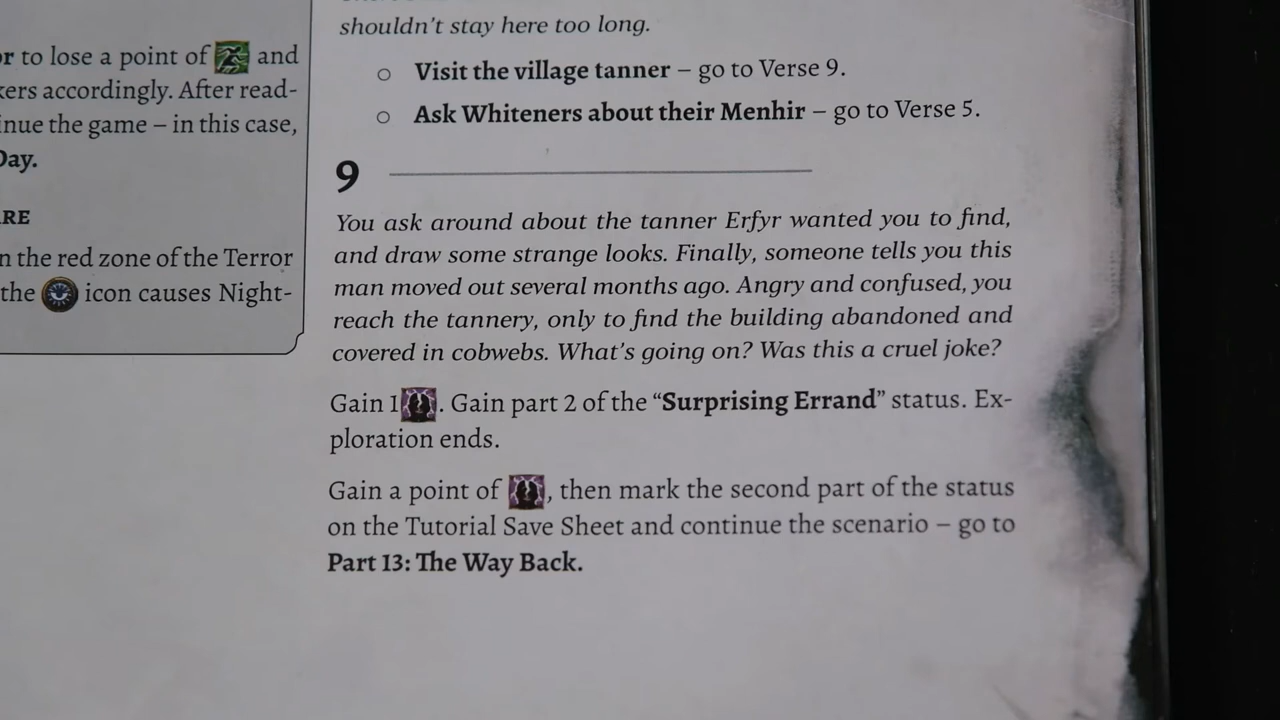 r to lose a point of and
kers accordingly. After read-
inue the game – in this case,
Day.
RE
n the red zone of the Terror
the icon causes Night-
shouldn't stay here too long.
Visit the village tanner – go to Verse 9.
Ask Whiteners about their Menhir – go to Verse 5.
9
You ask around about the tanner Erfyr wanted you to find,
and draw some strange looks. Finally, someone tells you this
man moved out several months ago. Angry and confused, you
reach the tannery, only to find the building abandoned and
covered in cobwebs. What's going on? Was this a cruel joke?
Gain 1. Gain part 2 of the “Surprising Errand” status. Ex-
ploration ends.
Gain a point of , then mark the second part of the status
on the Tutorial Save Sheet and continue the scenario – go to
Part 13: The Way Back.